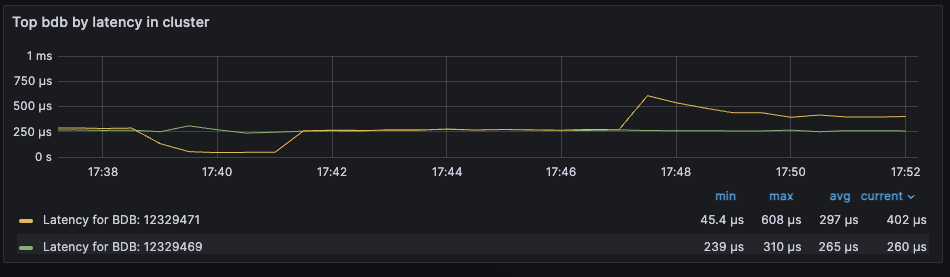 Top bdb by latency in cluster
1 ms
750 µs
500 µs
250 µs
0 s
17:38 17:40 17:42 17:44 17:46 17:48 17:50 17:52
min max avg current
Latency for BDB: 12329471 45.4 µs 608 µs 297 µs 402 µs
Latency for BDB: 12329469 239 µs 310 µs 265 µs 260 µs